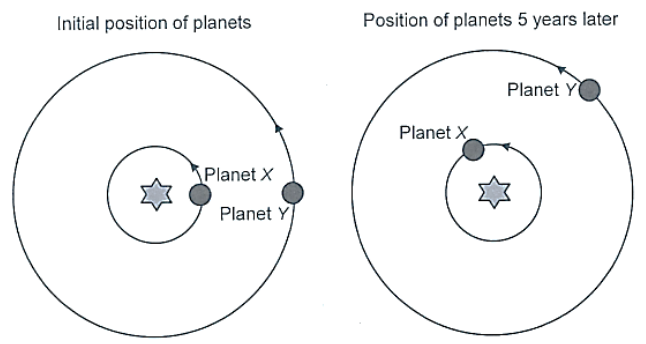 Initial position of planets
Planet X
Planet Y
Position of planets 5 years later
Planet Y
Planet X